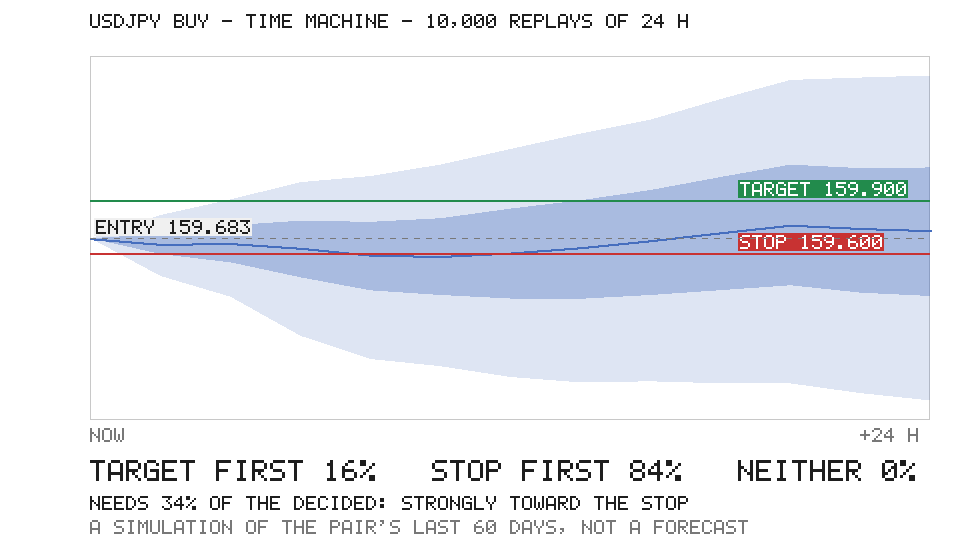 USDJPY BUY - TIME MACHINE - 10,000 REPLAYS OF 24 H
TARGET 159.900
ENTRY 159.683
STOP 159.600
NOW +24 H
TARGET FIRST 16% STOP FIRST 84% NEITHER 0%
NEEDS 34% OF THE DECIDED: STRONGLY TOWARD THE STOP
A SIMULATION OF THE PAIR'S LAST 60 DAYS, NOT A FORECAST